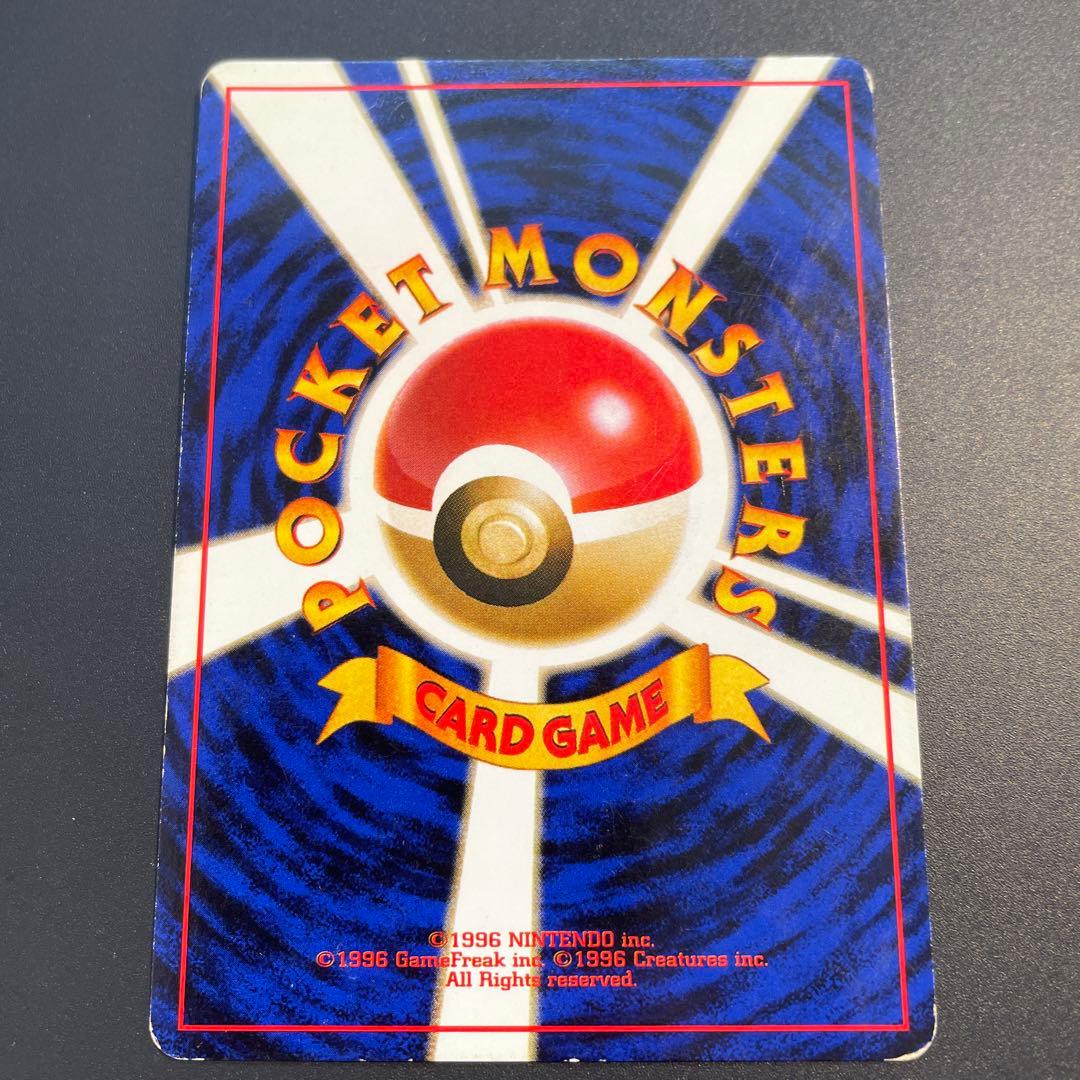 POCKET MONSTERS
CARD GAME
©1996 NINTENDO inc.
©1996 GameFreak inc. ©1996 Creatures inc.
All Rights reserved.